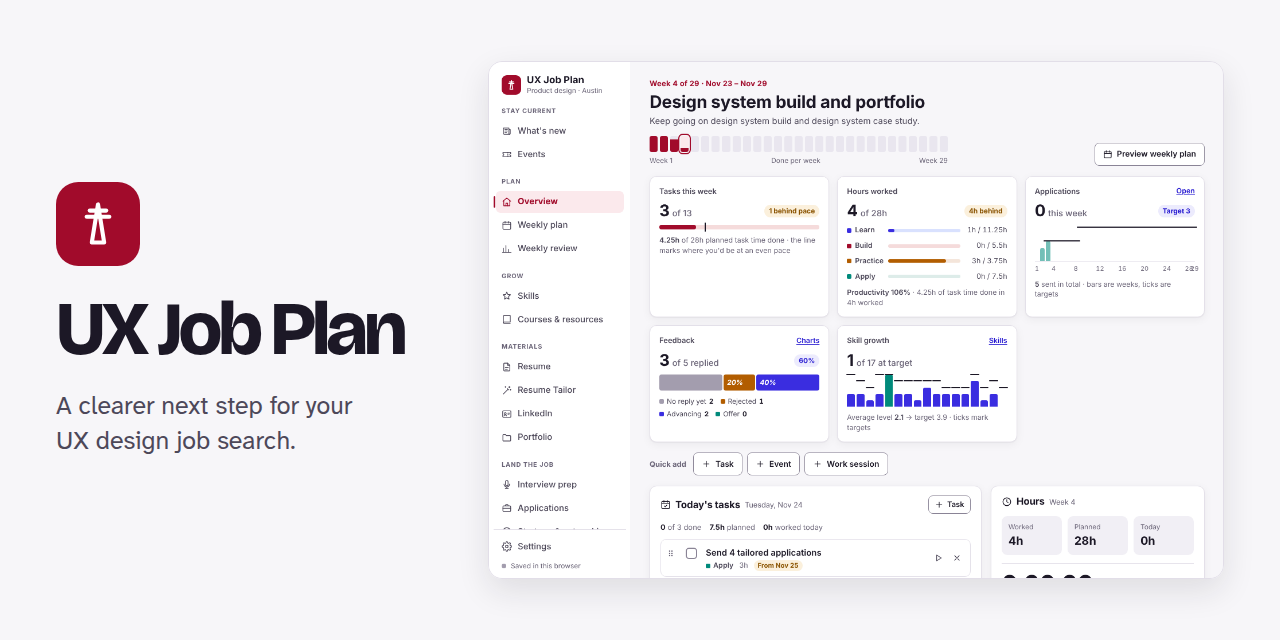 UX Job Plan
A clearer next step for your
UX design job search.
UX Job Plan
Product design · Austin
STAY CURRENT
What's new
Events
PLAN
Overview
Weekly plan
Weekly review
GROW
Skills
Courses & resources
MATERIALS
Resume
Resume Tailor
LinkedIn
Portfolio
LAND THE JOB
Interview prep
Applications
Settings
Saved in this browser
Week 4 of 29 · Nov 23 – Nov 29
Design system build and portfolio
Keep going on design system build and design system case study.
Week 1 Done per week Week 29
Preview weekly plan
Tasks this week
3 of 13 1 behind pace
4.25h of 28h planned task time done · the line
marks where you'd be at an even pace
Hours worked
4 of 28h 4h behind
Learn 1h / 11.25h
Build 0h / 5.5h
Practice 3h / 3.75h
Apply 0h / 7.5h
Productivity 106% · 4.25h of task time done in
4h worked
Applications Open
0 this week Target 3
1 4 8 12 16 20 24 28 29
5 sent in total · bars are weeks, ticks are
targets
Feedback Charts
3 of 5 replied 60%
20% 40%
No reply yet 2 Rejected 1
Advancing 2 Offer 0
Skill growth Skills
1 of 17 at target
Average level 2.1 → target 3.9 · ticks mark
targets
Quick add + Task + Event + Work session
Today's tasks Tuesday, Nov 24 + Task
0 of 3 done 7.5h planned 0h worked today
Send 4 tailored applications
Apply 3h From Nov 25
Hours Week 4
Worked Planned Today
4h 28h 0h